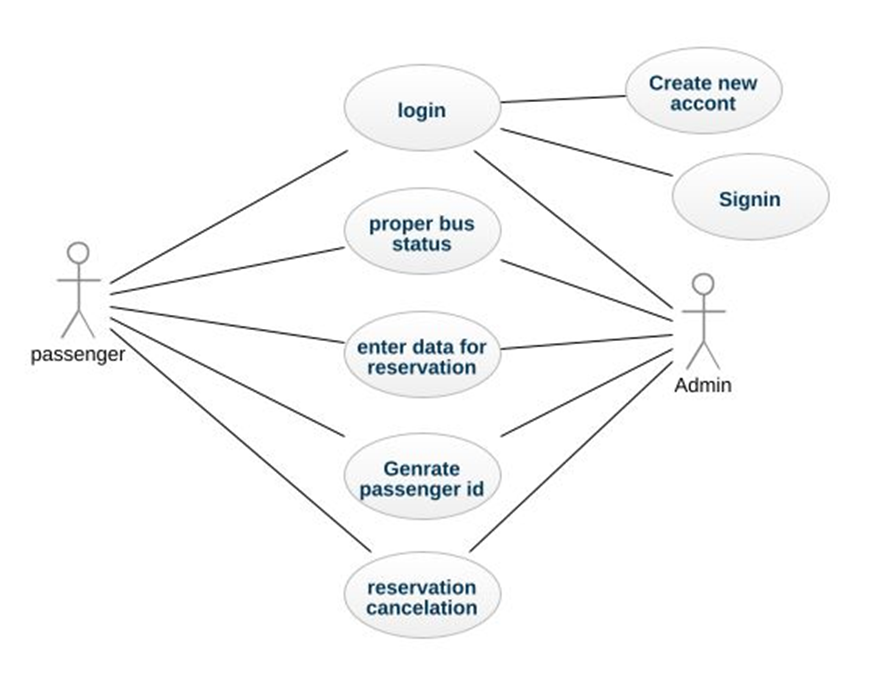 login
Create new
accont
Signin
proper bus
status
passenger
enter data for
reservation
Admin
Genrate
passenger id
reservation
cancelation